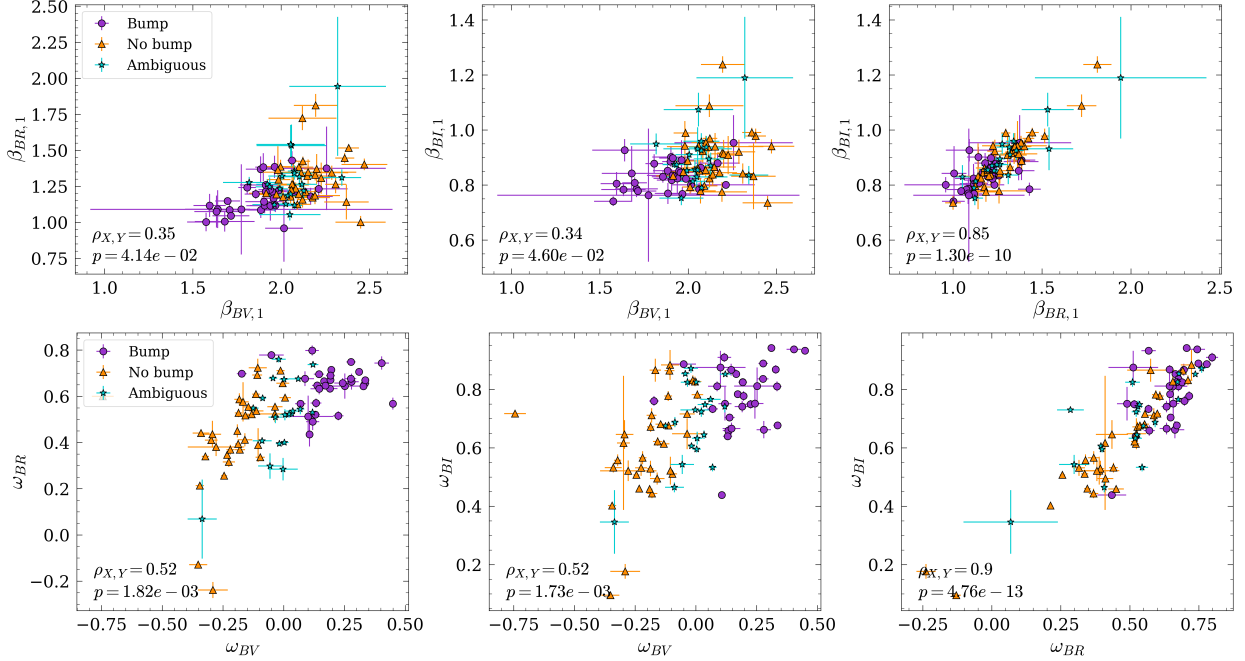 2.50
2.25
2.00
1.75
1.50
1.25
1.00
0.75
β_{BR, 1}
Bump
No bump
Ambiguous
ρ_{X, Y} = 0.35
p = 4.14e − 02
1.0 1.5 2.0 2.5
β_{BV, 1}
1.4
1.2
1.0
0.8
0.6
β_{BI, 1}
ρ_{X, Y} = 0.34
p = 4.60e − 02
1.0 1.5 2.0 2.5
β_{BV, 1}
1.4
1.2
1.0
0.8
0.6
β_{BI, 1}
ρ_{X, Y} = 0.85
p = 1.30e − 10
1.0 1.5 2.0 2.5
β_{BR, 1}
0.8
0.6
0.4
0.2
0.0
−0.2
ω_{BR}
Bump
No bump
Ambiguous
ρ_{X, Y} = 0.52
p = 1.82e − 03
−0.75 −0.50 −0.25 0.00 0.25 0.50
ω_{BV}
0.8
0.6
0.4
0.2
ω_{BI}
ρ_{X, Y} = 0.52
p = 1.73e − 03
−0.75 −0.50 −0.25 0.00 0.25 0.50
ω_{BV}
0.8
0.6
0.4
0.2
ω_{BI}
ρ_{X, Y} = 0.9
p = 4.76e − 13
−0.25 0.00 0.25 0.50 0.75
ω_{BR}